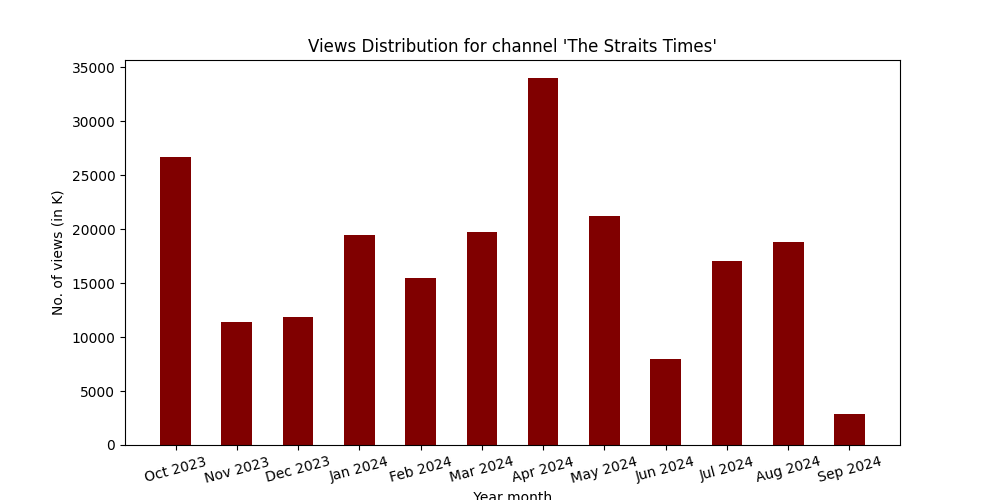 Views Distribution for channel 'The Straits Times'
35000
30000
25000
20000
15000
10000
5000
0
No. of views (in K)
Oct 2023 Nov 2023 Dec 2023 Jan 2024 Feb 2024 Mar 2024 Apr 2024 May 2024 Jun 2024 Jul 2024 Aug 2024 Sep 2024
Year month